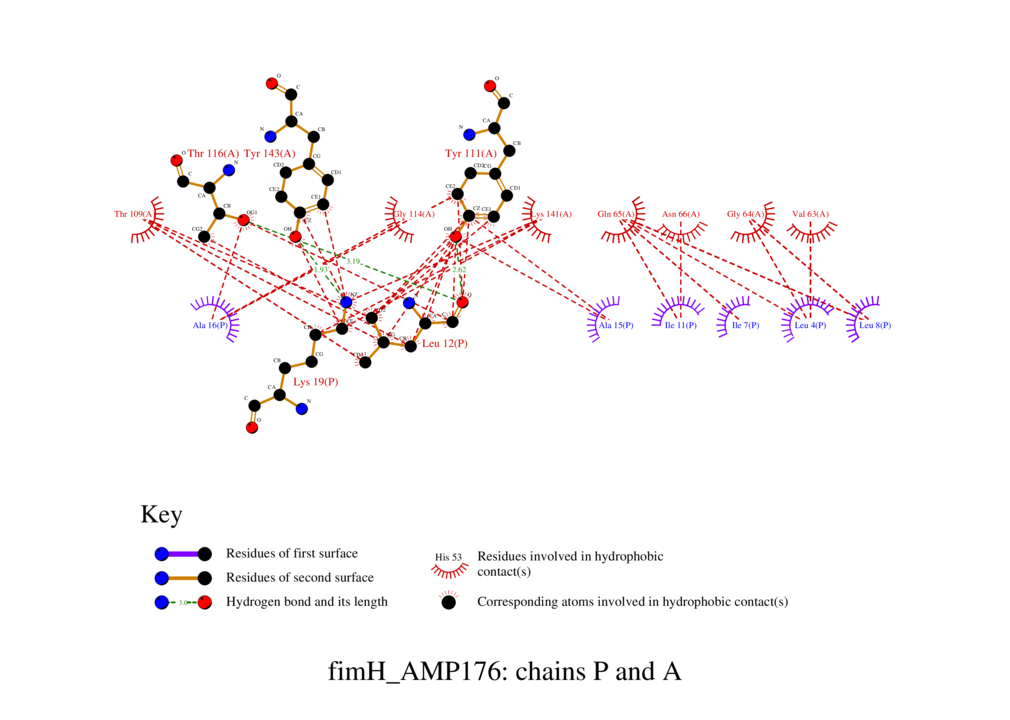 O
C
CA
N
CB
O
C
CA
N
CB
Thr 116(A) Tyr 143(A)
Tyr 111(A)
O
N
C
CA
CB
OG1
CG2
CG
CD2
CD1
CE2
CE1
CZ
OH
CD2
CG
CE2
CD1
CZ
CE1
OH
Thr 109(A)
Gly 114(A)
Lys 141(A)
Gln 65(A)
Asn 66(A)
Gly 64(A)
Val 63(A)
3.19
1.93
2.62
Ala 16(P)
Ala 15(P)
Ile 11(P)
Ile 7(P)
Leu 4(P)
Leu 8(P)
Leu 12(P)
CG
CB
Lys 19(P)
CA
C
N
O
Key
Residues of first surface
Residues of second surface
3.0
Hydrogen bond and its length
His 53
Residues involved in hydrophobic
contact(s)
Corresponding atoms involved in hydrophobic contact(s)
fimH_AMP176: chains P and A